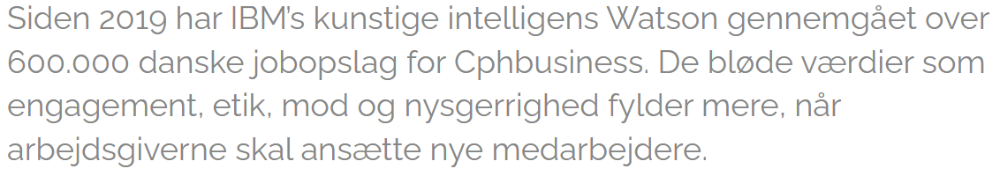 Siden 2019 har IBM's kunstige intelligens Watson gennemgået over
600.000 danske jobopslag for Cphbusiness. De bløde værdier som
engagement, etik, mod og nysgerrighed fylder mere, når
arbejdsgiverne skal ansætte nye medarbejdere.